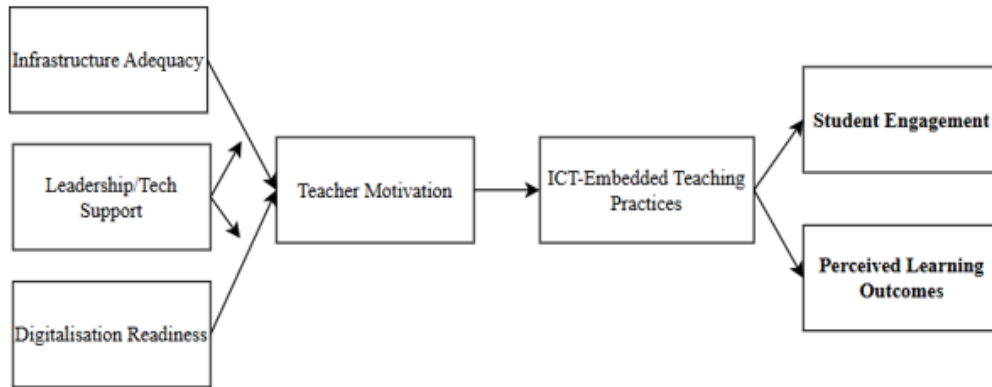 Infrastructure Adequacy
Leadership/Tech
Support
Digitalisation Readiness
Teacher Motivation
ICT-Embedded Teaching
Practices
Student Engagement
Perceived Learning
Outcomes